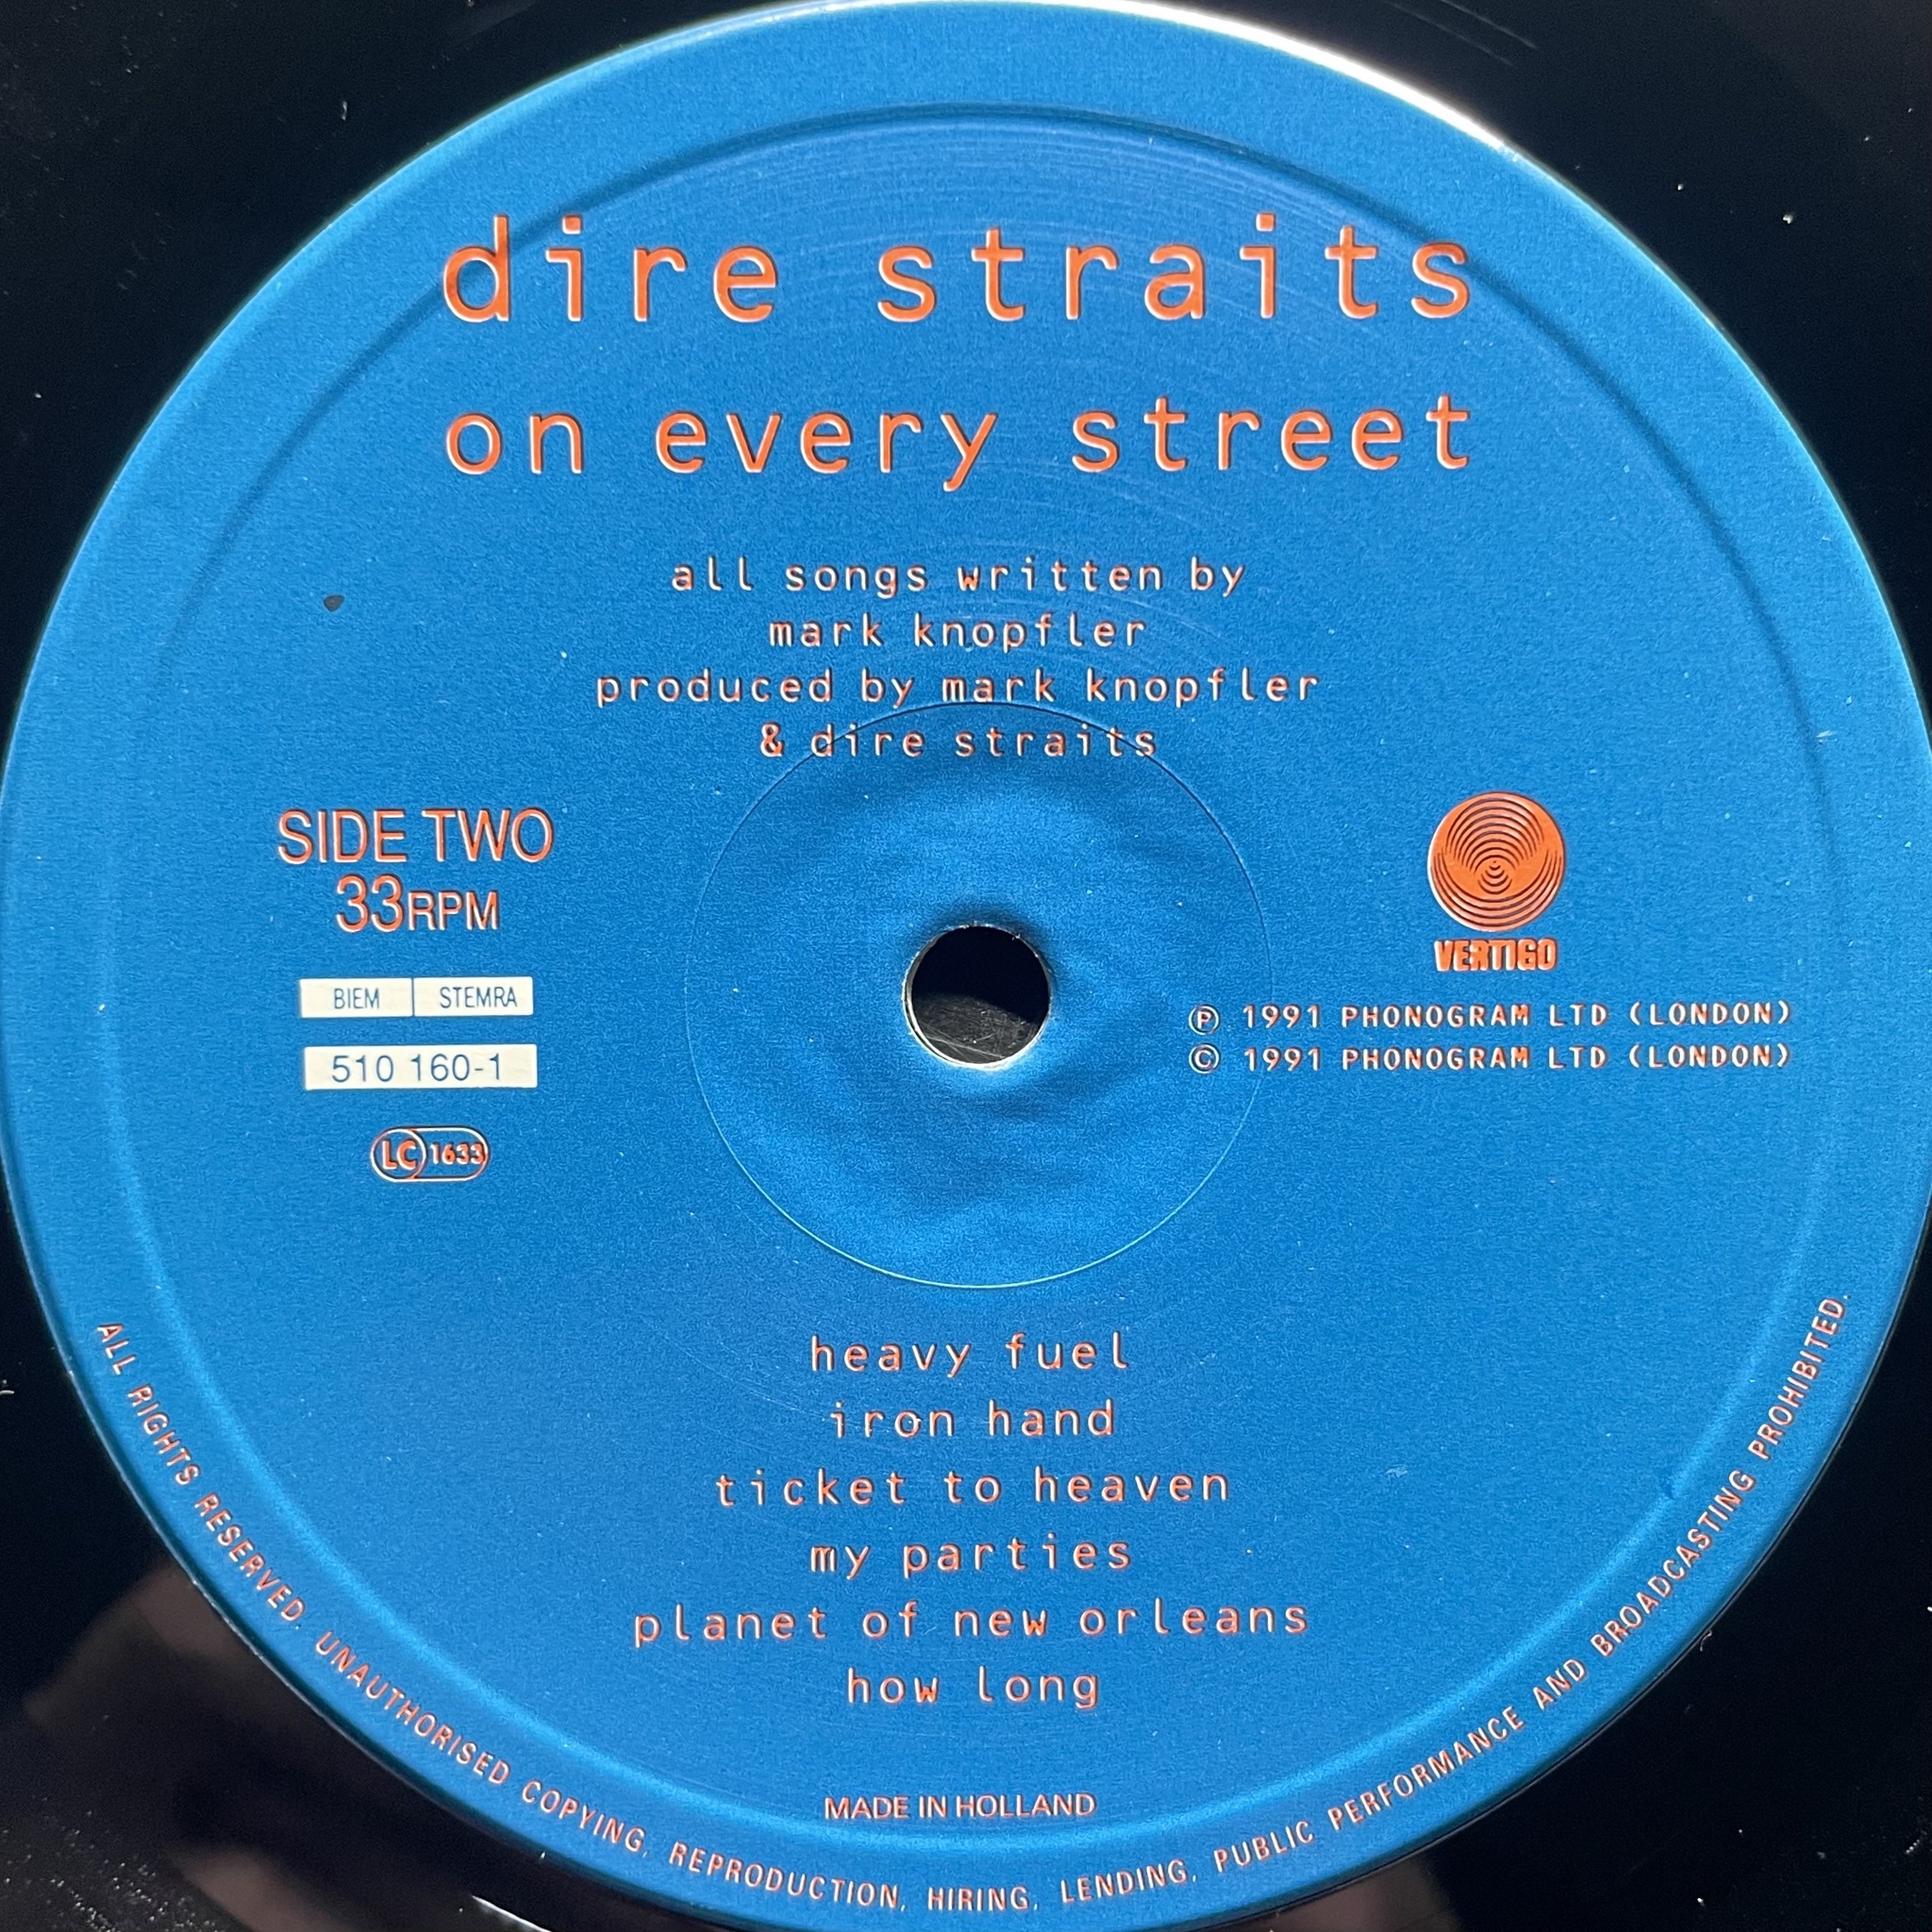 dire straits
on every street
all songs written by
mark knopfler
produced by mark knopfler
& dire straits
SIDE TWO
33RPM
BIEM STEMRA
510 160-1
LC 1633
VERTIGO
℗ 1991 PHONOGRAM LTD (LONDON)
© 1991 PHONOGRAM LTD (LONDON)
heavy fuel
iron hand
ticket to heaven
my parties
planet of new orleans
how long
MADE IN HOLLAND
ALL RIGHTS RESERVED. UNAUTHORISED COPYING, REPRODUCTION, HIRING, LENDING, PUBLIC PERFORMANCE AND BROADCASTING PROHIBITED.